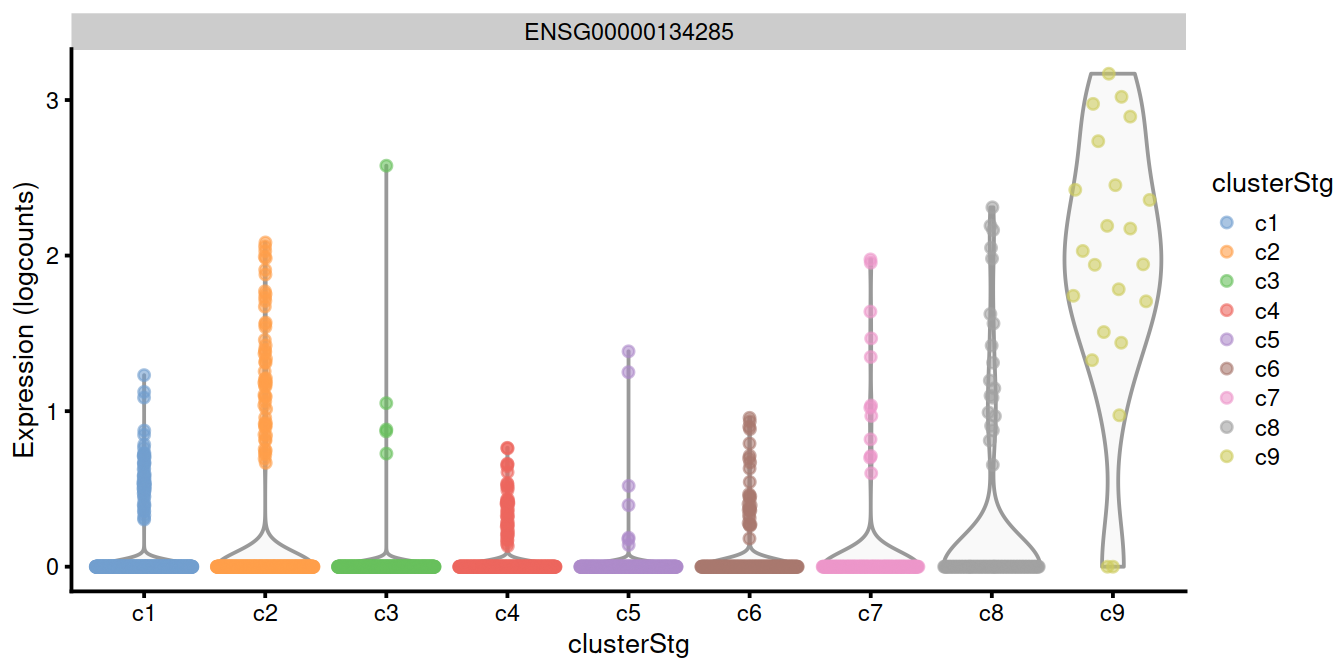 ENSG00000134285
Expression (logcounts)
3
2
1
0
c1 c2 c3 c4 c5 c6 c7 c8 c9
clusterStg
clusterStg
c1
c2
c3
c4
c5
c6
c7
c8
c9